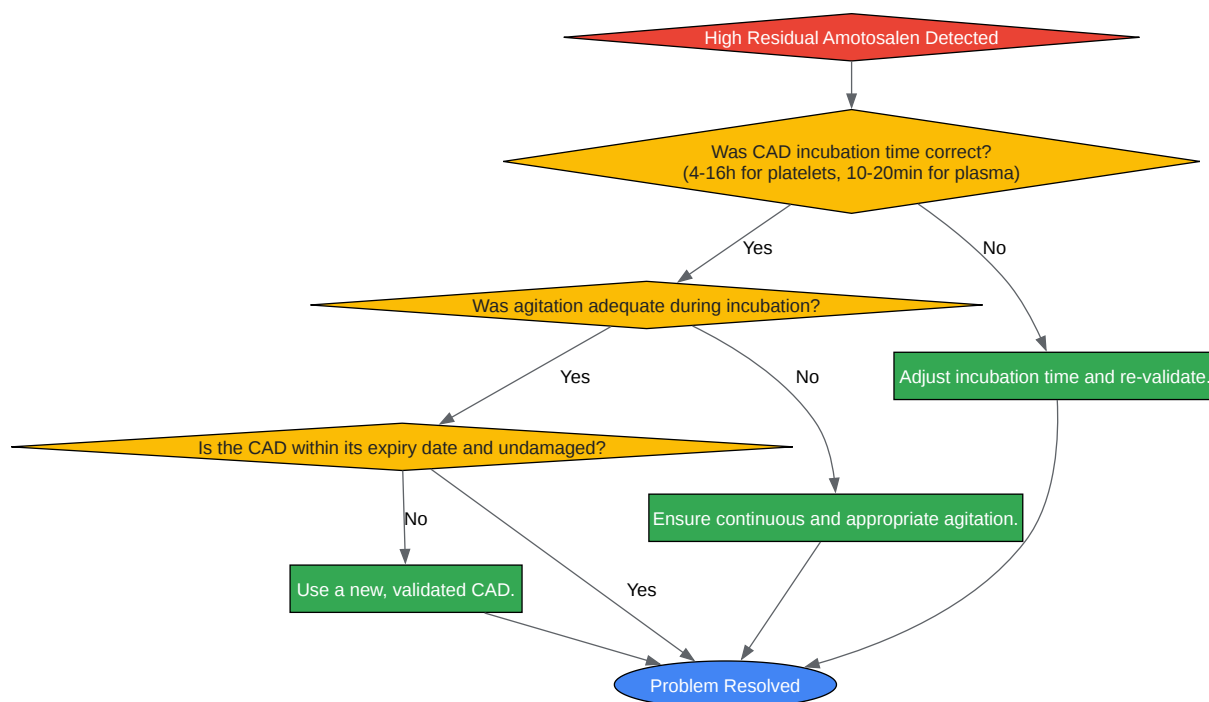 High Residual Amotosalen Detected
Was CAD incubation time correct?
(4-16h for platelets, 10-20min for plasma)
Yes
No
Was agitation adequate during incubation?
Adjust incubation time and re-validate.
Yes
No
Is the CAD within its expiry date and undamaged?
Ensure continuous and appropriate agitation.
No
Use a new, validated CAD.
Yes
Problem Resolved